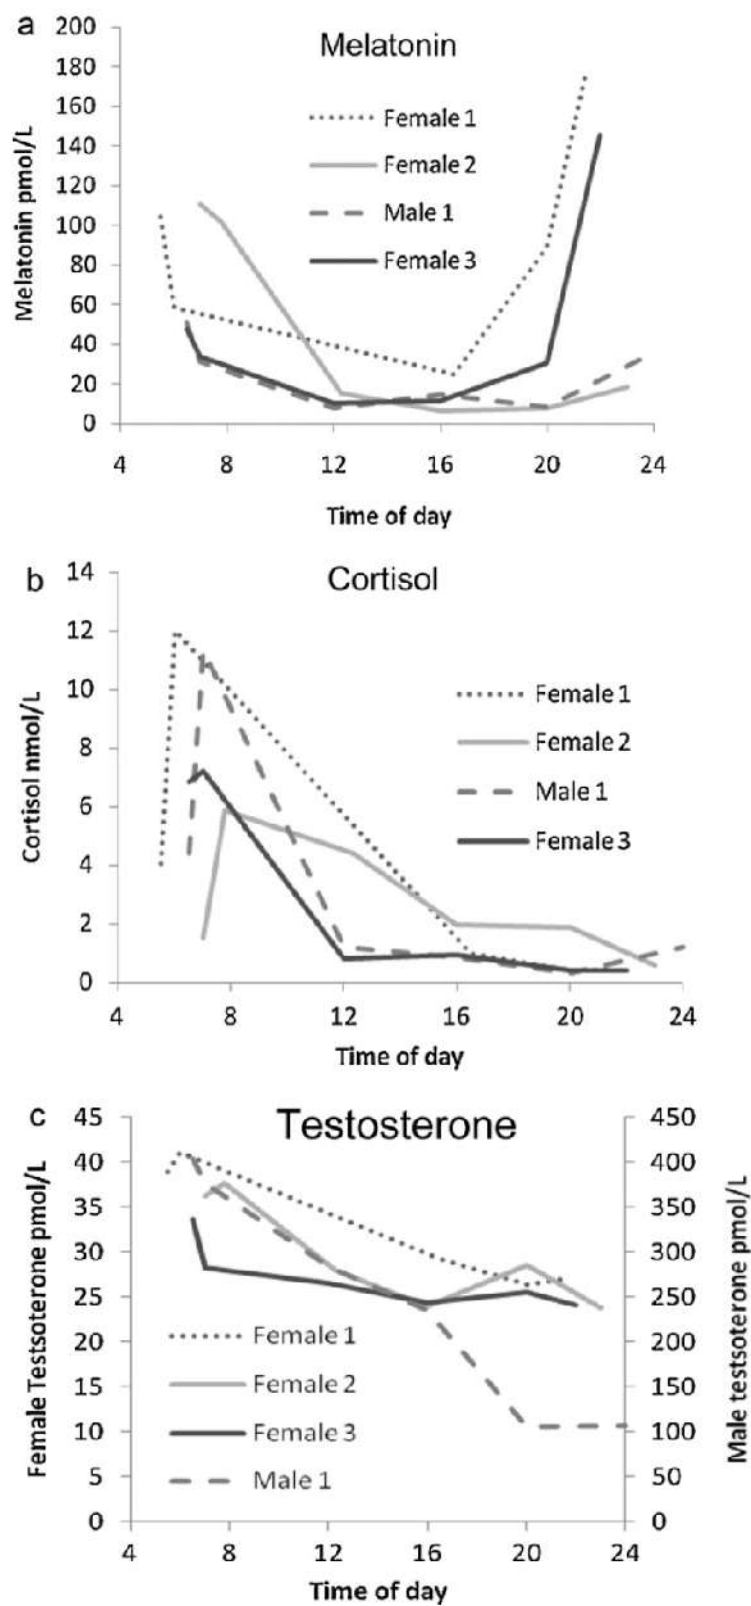 a
Melatonin
Melatonin pmol/L
200
180
160
140
120
100
80
60
40
20
0
Female 1
Female 2
Male 1
Female 3
4 8 12 16 20 24
Time of day
b
Cortisol
Cortisol nmol/L
14
12
10
8
6
4
2
0
Female 1
Female 2
Male 1
Female 3
4 8 12 16 20 24
Time of day
c
Testosterone
Female Testsoterone pmol/L
45
40
35
30
25
20
15
10
5
0
Female 1
Female 2
Female 3
Male 1
450
400
350
300
250
200
150
100
50
0
Male testsoterone pmol/L
4 8 12 16 20 24
Time of day